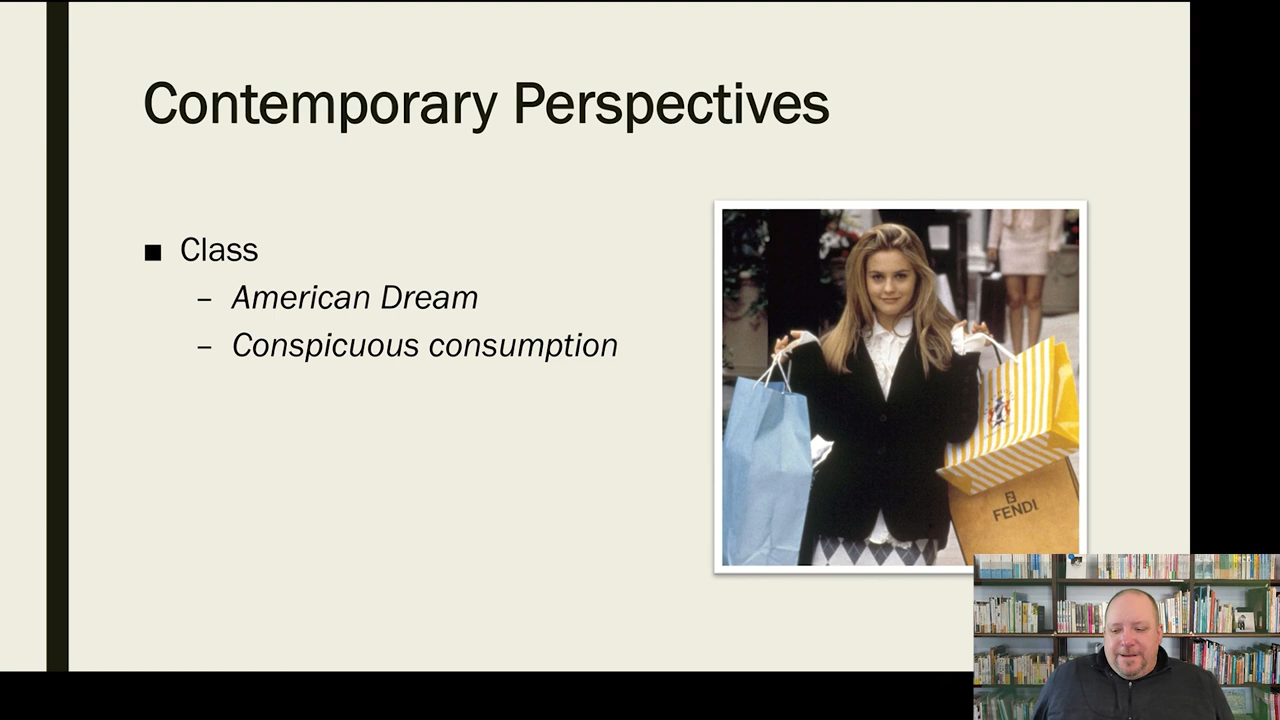 Contemporary Perspectives
■ Class
– American Dream
– Conspicuous consumption
FENDI